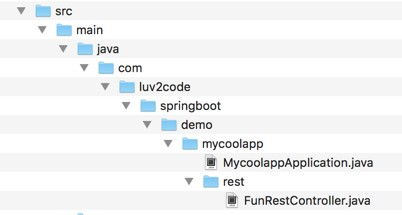 src
main
java
com
luv2code
springboot
demo
mycoolapp
MycoolappApplication.java
rest
FunRestController.java